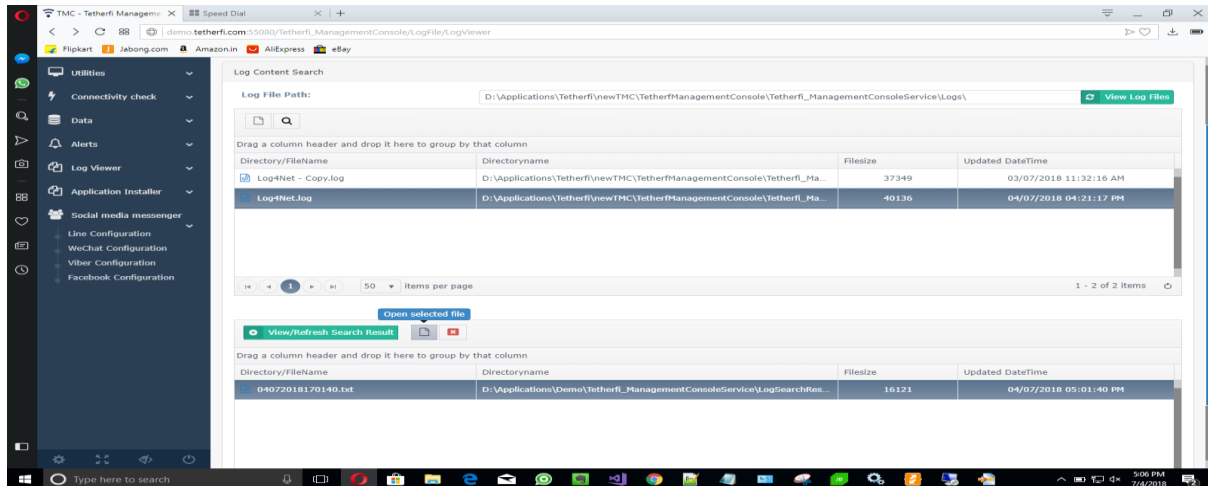 TMC - Tetherfi Manageme
Speed Dial
demo.tetherfi.com:55080/Tetherfi_ManagementConsole/LogFile/LogViewer
Flipkart Jabong.com Amazon.in AliExpress eBay
Utilities
Connectivity check
Data
Alerts
Log Viewer
Application Installer
Social media messenger
Line Configuration
WeChat Configuration
Viber Configuration
Facebook Configuration
Log Content Search
Log File Path: D:\Applications\Tetherfi\newTMC\TetherfManagementConsole\Tetherfi_ManagementConsoleService\Logs\ View Log Files
Drag a column header and drop it here to group by that column
Directory/FileName Directoryname Filesize Updated DateTime
Log4Net - Copy.log D:\Applications\Tetherfi\newTMC\TetherfManagementConsole\Tetherfi_Ma... 37349 03/07/2018 11:32:16 AM
Log4Net.log D:\Applications\Tetherfi\newTMC\TetherfManagementConsole\Tetherfi_Ma... 40136 04/07/2018 04:21:17 PM
1 50 items per page 1 - 2 of 2 items
Open selected file
View/Refresh Search Result
Drag a column header and drop it here to group by that column
Directory/FileName Directoryname Filesize Updated DateTime
04072018170140.txt D:\Applications\Demo\Tetherfi_ManagementConsoleService\LogSearchRes... 16121 04/07/2018 05:01:40 PM
Type here to search
5:06 PM
7/4/2018